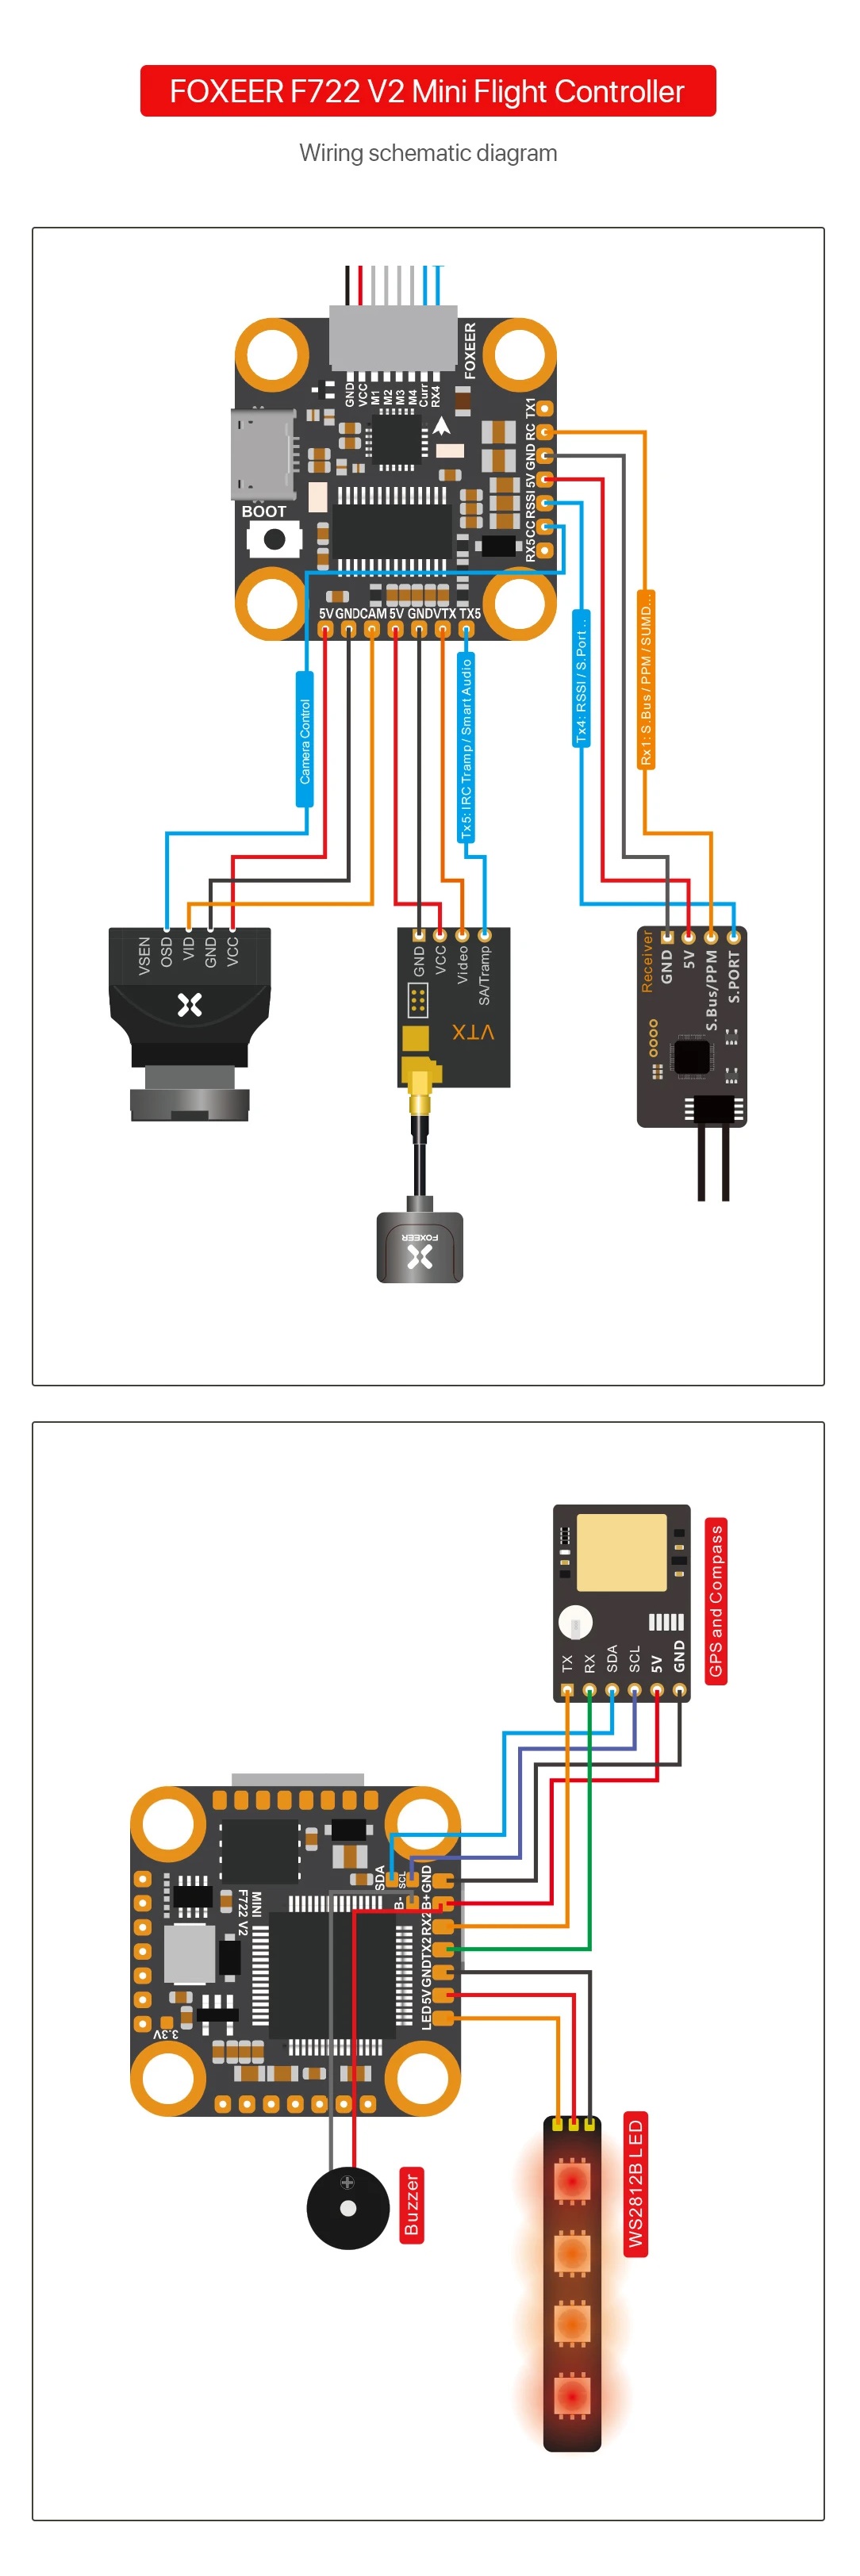 FOXEER F722 V2 Mini Flight Controller
Wiring schematic diagram
FOXEER
GND
VCC
M1
M2
M3
M4
Curr
RX4
TX1
RC
GND
5V
RSSI
CC
RX5
BOOT
5V GND CAM 5V GND VTX TX5
Camera Control
Tx5: IRC Tramp / Smart Audio
Tx4: RSSI / S.Port...
Rx1: S.Bus / PPM / SUMD...
VSEN
OSD
VID
GND
VCC
GND
VCC
Video
SA/Tramp
VTX
FOXEER
Receiver
GND
5V
S.Bus/PPM
S.PORT
GPS and Compass
TX
RX
SDA
SCL
5V
GND
SDA
SCL
GND
B-
B+
RX2
TX2
GND
5V
LED
MINI
F722 V2
3.3V
Buzzer
WS2812B LED